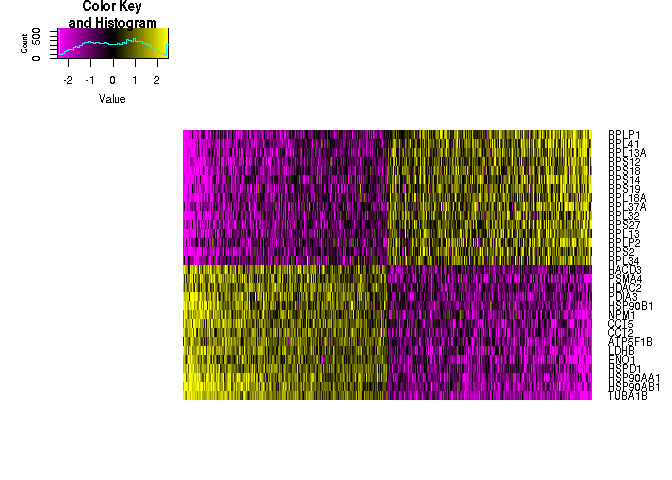 Color Key
and Histogram
Count
0 500
-2 -1 0 1 2
Value
RPLP1
RPL41
RPL13A
RPS12
RPS18
RPS14
RPS19
RPL18A
RPL37A
RPL32
RPS27
RPL13
RPLP2
RPS2
RPL34
HACD3
PSMA4
HDAC2
PDIA3
HSP90B1
NPM1
CCT5
CCT2
ATP5F1B
LDHB
ENO1
HSPD1
HSP90AA1
HSP90AB1
TUBA1B